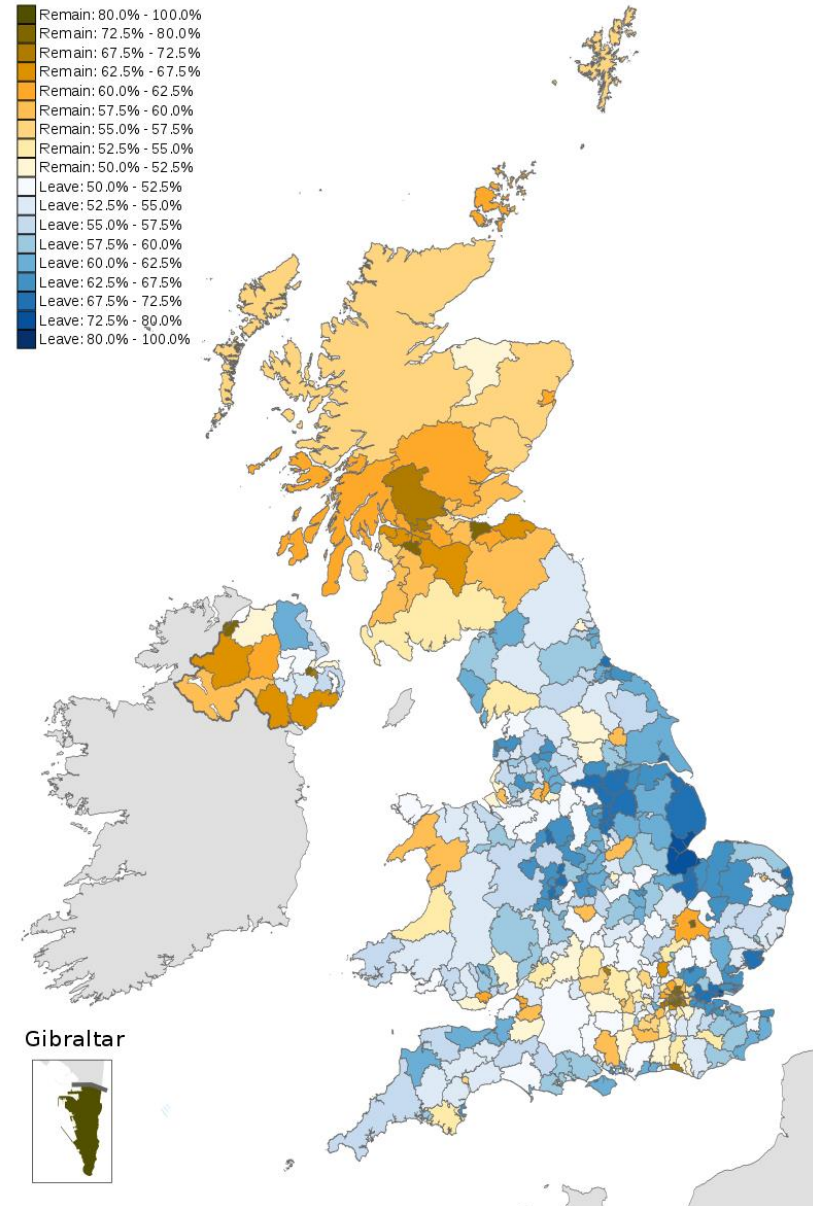 Remain: 80.0% - 100.0%
Remain: 72.5% - 80.0%
Remain: 67.5% - 72.5%
Remain: 62.5% - 67.5%
Remain: 60.0% - 62.5%
Remain: 57.5% - 60.0%
Remain: 55.0% - 57.5%
Remain: 52.5% - 55.0%
Remain: 50.0% - 52.5%
Leave: 50.0% - 52.5%
Leave: 52.5% - 55.0%
Leave: 55.0% - 57.5%
Leave: 57.5% - 60.0%
Leave: 60.0% - 62.5%
Leave: 62.5% - 67.5%
Leave: 67.5% - 72.5%
Leave: 72.5% - 80.0%
Leave: 80.0% - 100.0%
Gibraltar